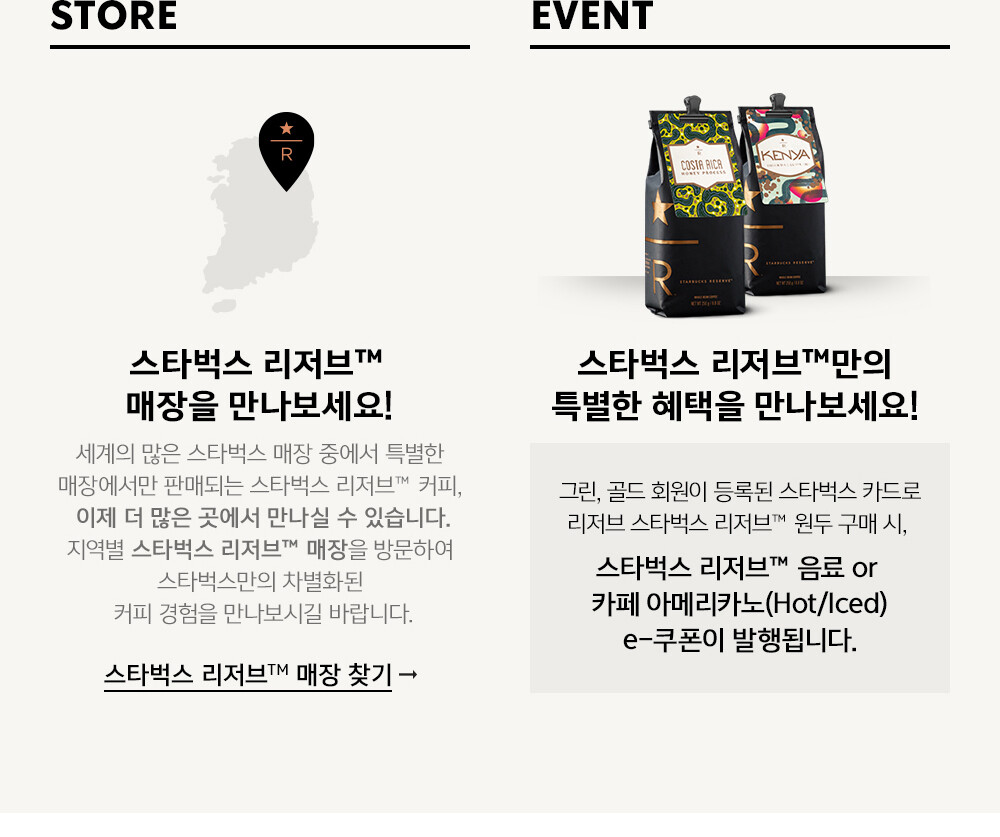 STORE
R
스타벅스 리저브™
매장을 만나보세요!
세계의 많은 스타벅스 매장 중에서 특별한
매장에서만 판매되는 스타벅스 리저브™ 커피,
이제 더 많은 곳에서 만나실 수 있습니다.
지역별 스타벅스 리저브™ 매장을 방문하여
스타벅스만의 차별화된
커피 경험을 만나보시길 바랍니다.
스타벅스 리저브™ 매장 찾기 →
EVENT
R
COSTA RICA
HONEY PROCESS
R
STARBUCKS RESERVE
R
KENYA
R
STARBUCKS RESERVE
스타벅스 리저브™만의
특별한 혜택을 만나보세요!
그린, 골드 회원이 등록된 스타벅스 카드로
리저브 스타벅스 리저브™ 원두 구매 시,
스타벅스 리저브™ 음료 or
카페 아메리카노(Hot/Iced)
e-쿠폰이 발행됩니다.